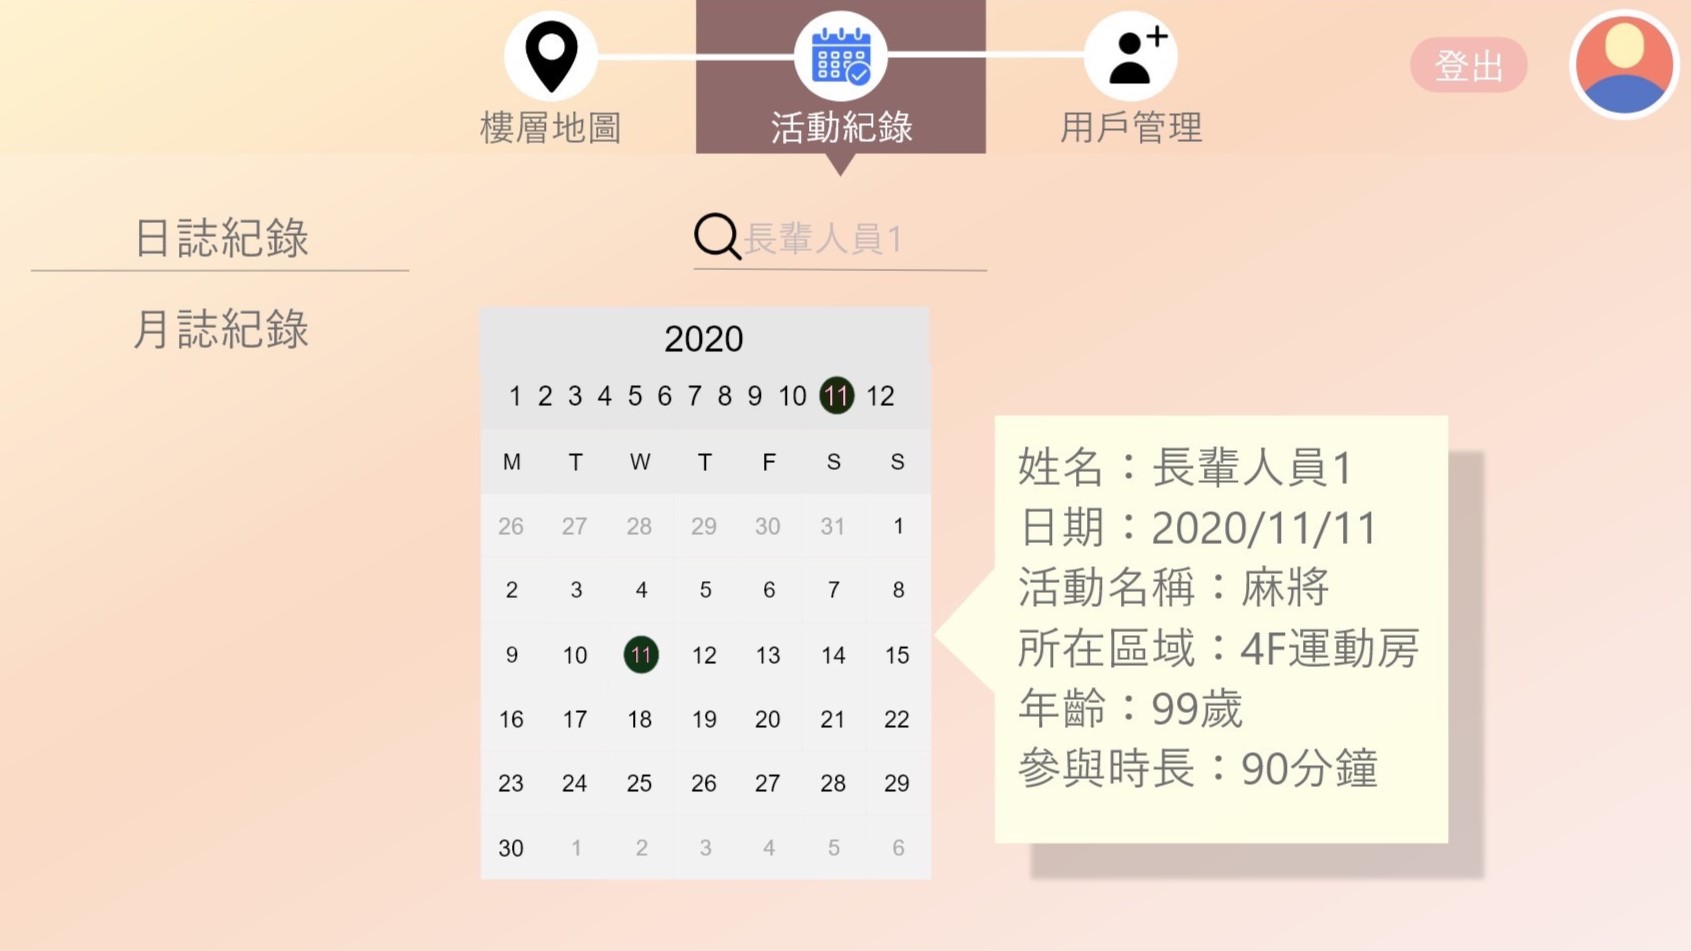 樓層地圖
活動紀錄
用戶管理
登出
日誌紀錄
長輩人員1
月誌紀錄
2020
1 2 3 4 5 6 7 8 9 10 11 12
M T W T F S S
26 27 28 29 30 31 1
2 3 4 5 6 7 8
9 10 11 12 13 14 15
16 17 18 19 20 21 22
23 24 25 26 27 28 29
30 1 2 3 4 5 6
姓名：長輩人員1
日期：2020/11/11
活動名稱：麻將
所在區域：4F運動房
年齡：99歲
參與時長：90分鐘